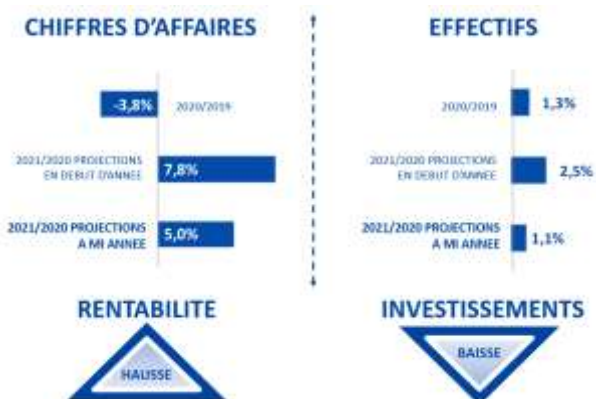 CHIFFRES D'AFFAIRES
-3,8%
2020/2019
2021/2020 PROJECTIONS
EN DEBUT D'ANNEE
7,8%
2021/2020 PROJECTIONS
A MI ANNEE
5,0%
EFFECTIFS
2020/2019
1,3%
2021/2020 PROJECTIONS
EN DEBUT D'ANNEE
2,5%
2021/2020 PROJECTIONS
A MI ANNEE
1,1%
RENTABILITE
HAUSSE
INVESTISSEMENTS
BAISSE